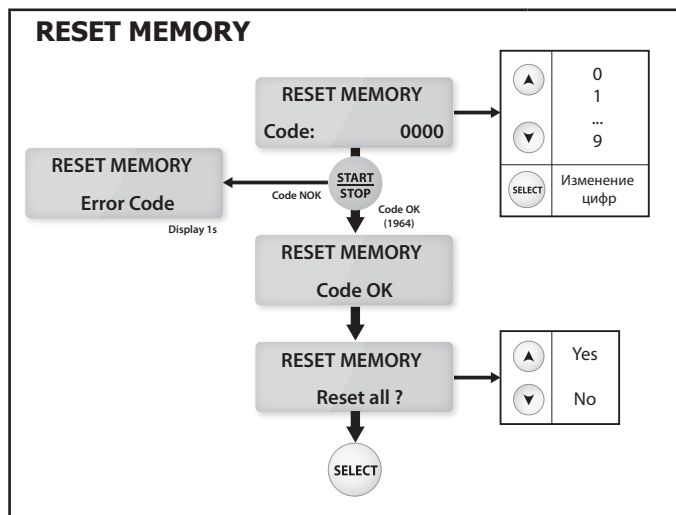 RESET MEMORY
RESET MEMORY
Code: 0000
0
1
...
9
SELECT
Изменение
цифр
START
STOP
Code NOK
Code OK
(1964)
RESET MEMORY
Error Code
Display 1s
RESET MEMORY
Code OK
RESET MEMORY
Reset all ?
Yes
No
SELECT